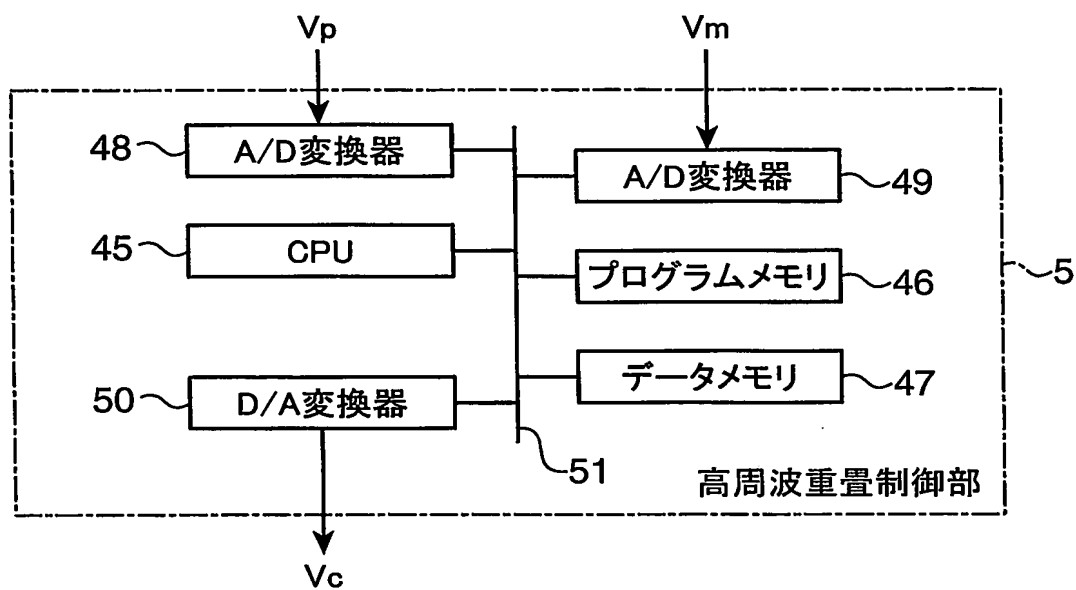 Vp
Vm
48
A/D変換器
A/D変換器
49
45
CPU
プログラムメモリ
46
5
50
D/A変換器
データメモリ
47
51
高周波重畳制御部
Vc